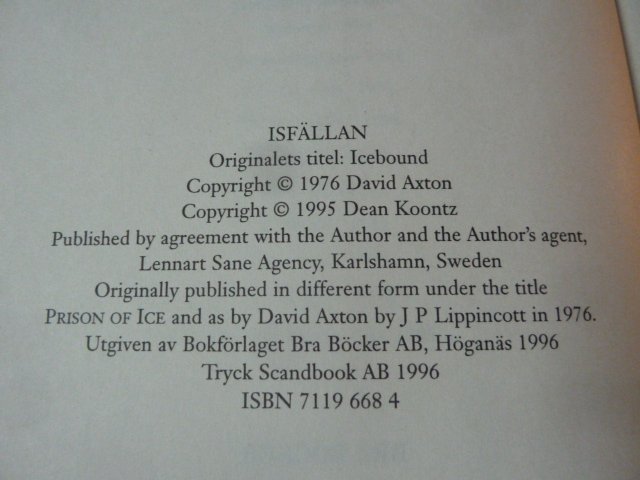 ISFÄLLAN
Originalets titel: Icebound
Copyright © 1976 David Axton
Copyright © 1995 Dean Koontz
Published by agreement with the Author and the Author's agent,
Lennart Sane Agency, Karlshamn, Sweden
Originally published in different form under the title
PRISON OF ICE and as by David Axton by J P Lippincott in 1976.
Utgiven av Bokförlaget Bra Böcker AB, Höganäs 1996
Tryck Scandbook AB 1996
ISBN 7119 668 4